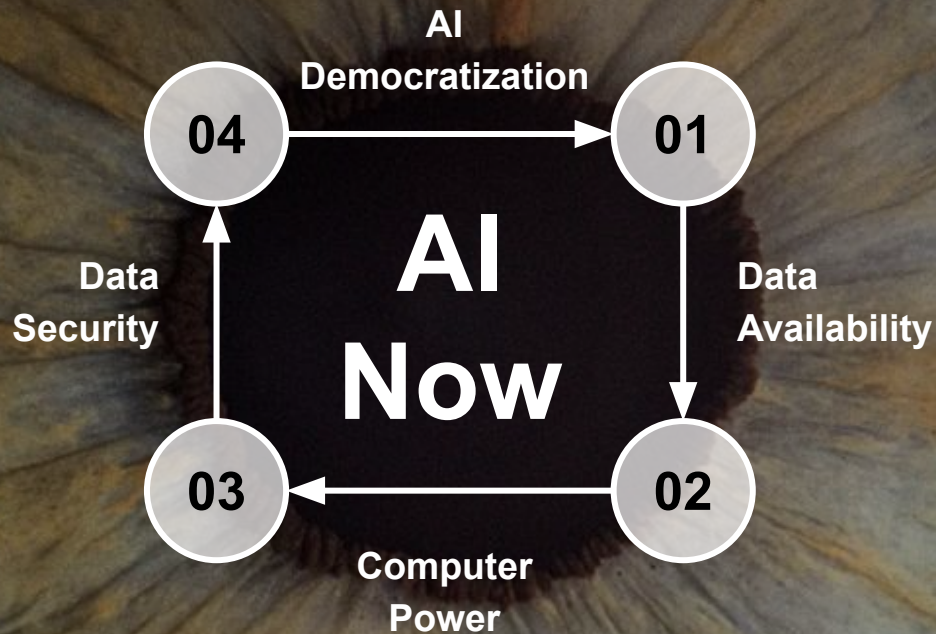 AI
Democratization
04
01
AI
Now
Data
Security
Data
Availability
03
02
Computer
Power